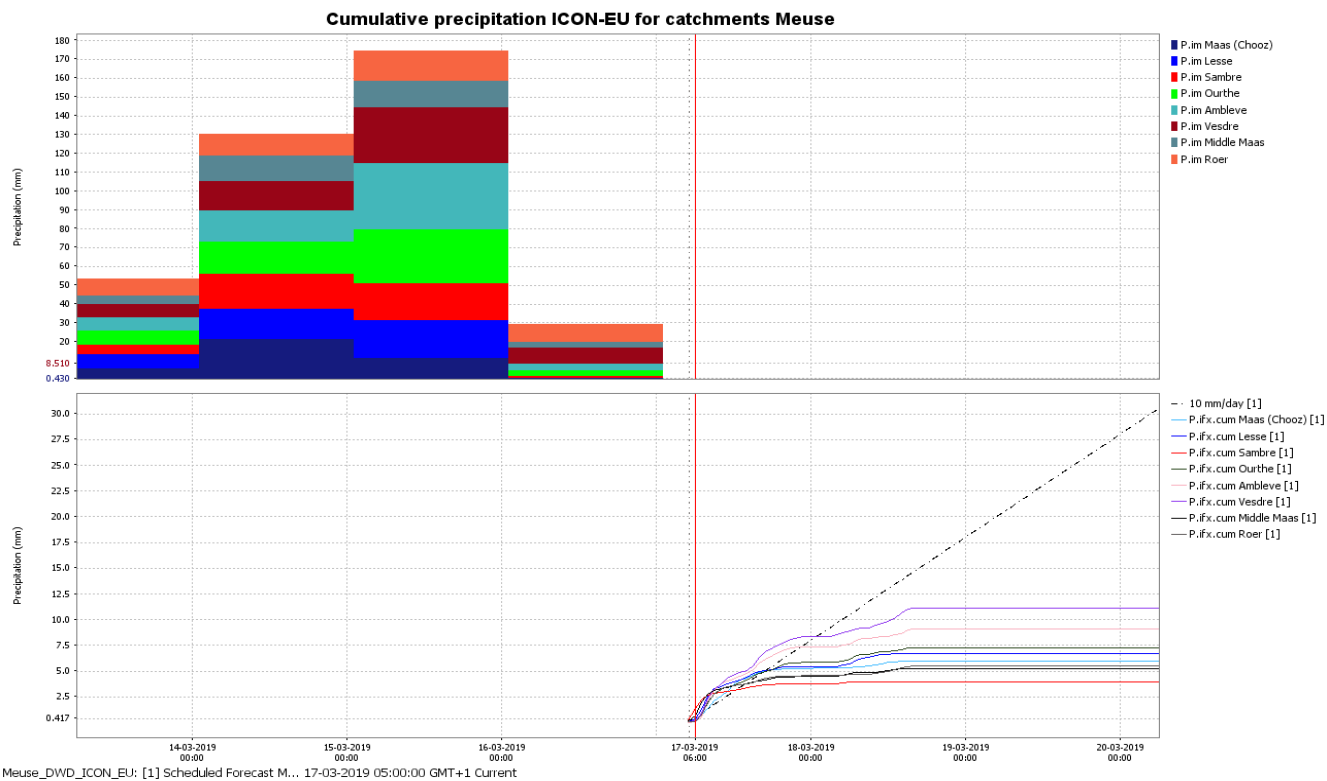 Cumulative precipitation ICON-EU for catchments Meuse
180
170
160
150
140
130
120
110
100
90
80
70
60
50
40
30
20
8.510
0.430
Precipitation (mm)
P.im Maas (Chooz)
P.im Lesse
P.im Sambre
P.im Ourthe
P.im Ambleve
P.im Vesdre
P.im Middle Maas
P.im Roer
30.0
27.5
25.0
22.5
20.0
17.5
15.0
12.5
10.0
7.5
5.0
2.5
0.417
Precipitation (mm)
10 mm/day [1]
P.ifx.cum Maas (Chooz) [1]
P.ifx.cum Lesse [1]
P.ifx.cum Sambre [1]
P.ifx.cum Ourthe [1]
P.ifx.cum Ambleve [1]
P.ifx.cum Vesdre [1]
P.ifx.cum Middle Maas [1]
P.ifx.cum Roer [1]
14-03-2019 15-03-2019 16-03-2019 17-03-2019 18-03-2019 19-03-2019 20-03-2019
00:00 00:00 00:00 06:00 00:00 00:00 00:00
Meuse_DWD_ICON_EU: [1] Scheduled Forecast M... 17-03-2019 05:00:00 GMT+1 Current